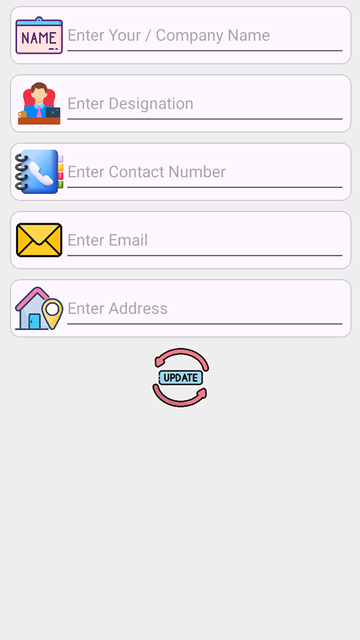 NAME
Enter Your / Company Name
Enter Designation
Enter Contact Number
Enter Email
Enter Address
UPDATE